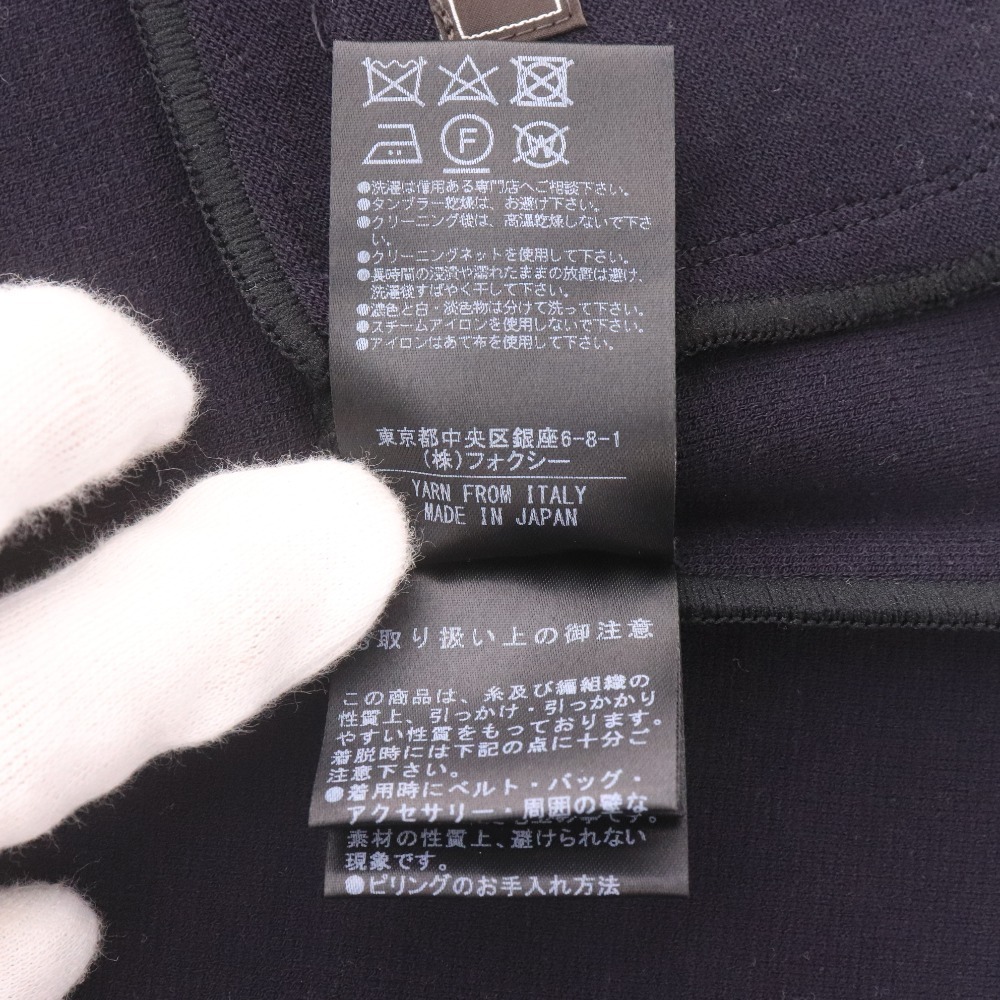 F
W
●洗濯は信用ある専門店へご相談下さい。
●タンブラー乾燥は、お避け下さい。
●クリーニング後は、高温乾燥しないで下さ
い。
●クリーニングネットを使用して下さい。
●長時間の浸漬や濡れたままの放置は避け、
洗濯後すばやく干して下さい。
●濃色と白・淡色物は分けて洗って下さい。
●スチームアイロンを使用しないで下さい。
●アイロンはあて布を使用して下さい。
東京都中央区銀座6-8-1
(株)フォクシー
YARN FROM ITALY
MADE IN JAPAN
取り扱い上の御注意
この商品は、糸及び編組織の
性質上、引っかけ・引っかかり
やすい性質をもっております。
着脱時には下記の点に十分ご
注意下さい。
●着用時にベルト・バッグ・
アクセサリー・周囲の壁な
素材の性質上、避けられない
現象です。
●ピリングのお手入れ方法